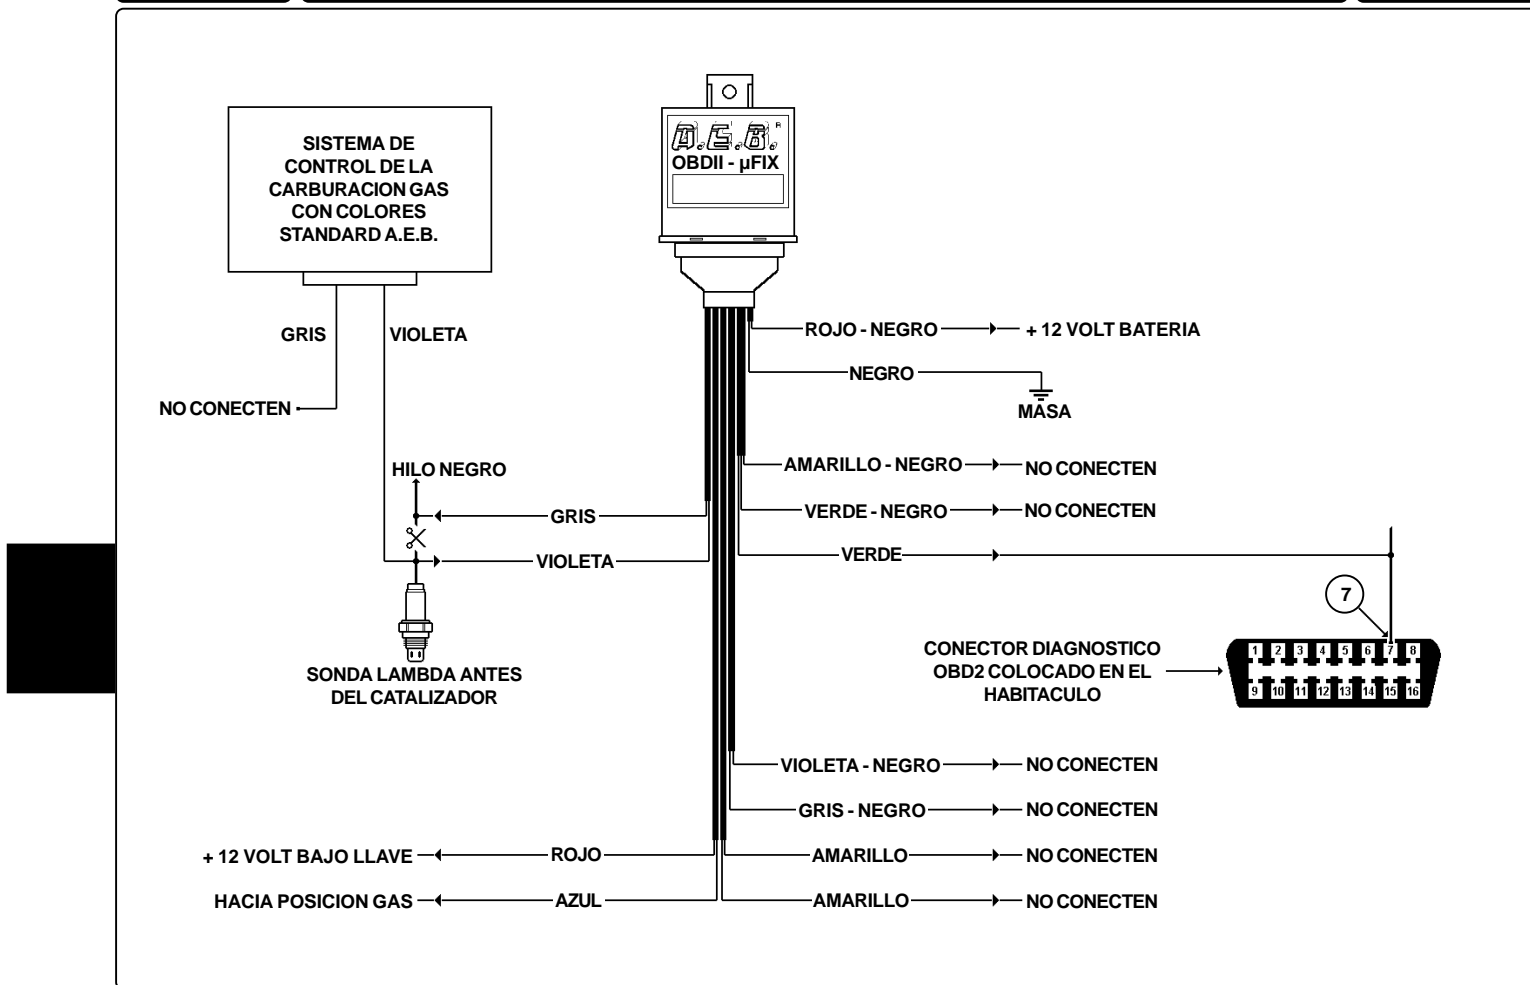 SISTEMA DE
CONTROL DE LA
CARBURACION GAS
CON COLORES
STANDARD A.E.B.
A.E.B.
R
OBDII - µFIX
GRIS
VIOLETA
NO CONECTEN
ROJO - NEGRO
+ 12 VOLT BATERIA
NEGRO
MASA
HILO NEGRO
AMARILLO - NEGRO
NO CONECTEN
GRIS
VERDE - NEGRO
NO CONECTEN
VIOLETA
VERDE
7
SONDA LAMBDA ANTES
DEL CATALIZADOR
CONECTOR DIAGNOSTICO
OBD2 COLOCADO EN EL
HABITACULO
1 2 3 4 5 6 7 8
9 10 11 12 13 14 15 16
VIOLETA - NEGRO
NO CONECTEN
GRIS - NEGRO
NO CONECTEN
+ 12 VOLT BAJO LLAVE
ROJO
AMARILLO
NO CONECTEN
HACIA POSICION GAS
AZUL
AMARILLO
NO CONECTEN